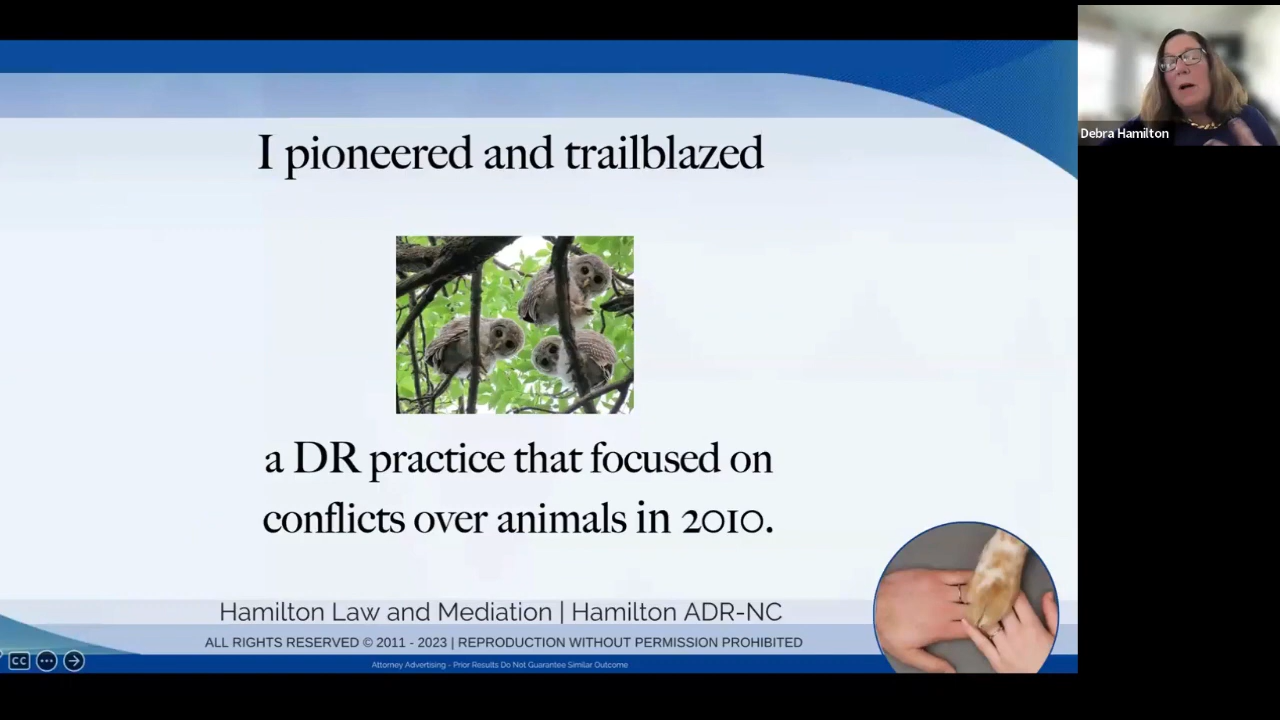 I pioneered and trailblazed
a DR practice that focused on
conflicts over animals in 2010.
Hamilton Law and Mediation | Hamilton ADR-NC
ALL RIGHTS RESERVED © 2011 - 2023 | REPRODUCTION WITHOUT PERMISSION PROHIBITED
Attorney Advertising - Prior Results Do Not Guarantee Similar Outcome
CC
Debra Hamilton